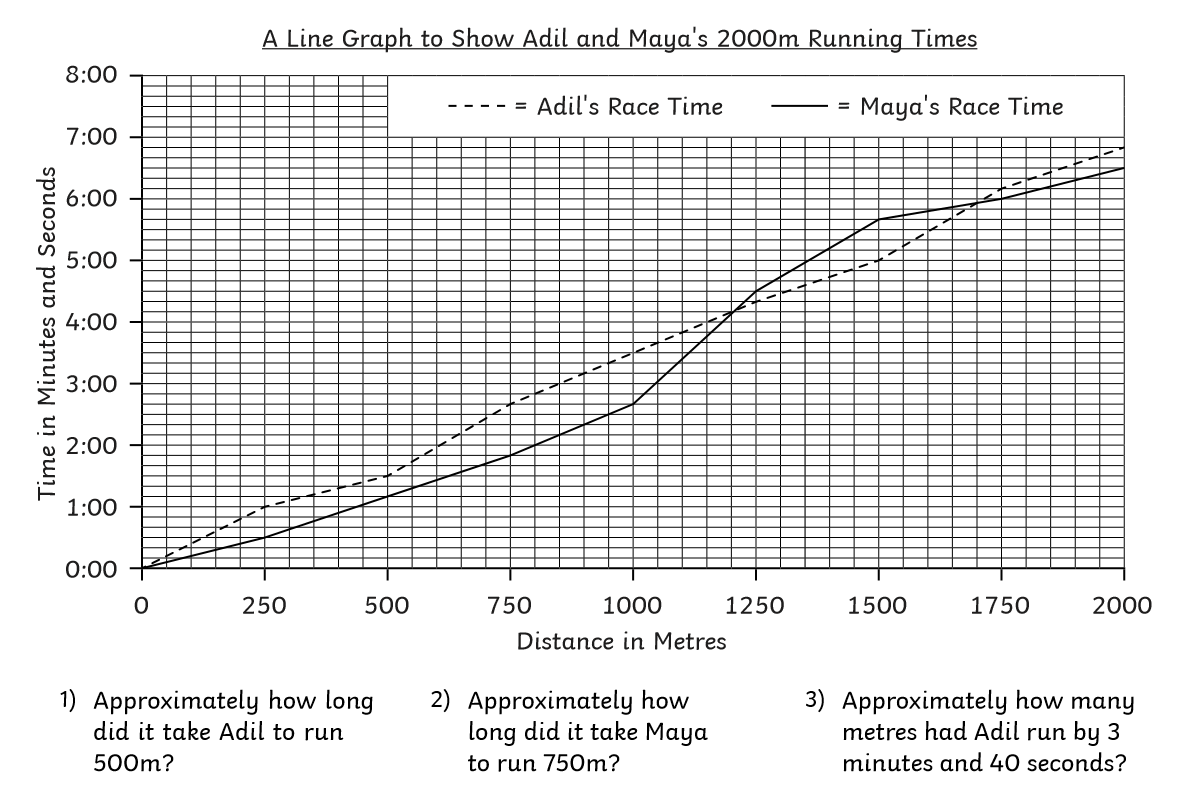 A Line Graph to Show Adil and Maya's 2000m Running Times
8:00
7:00
6:00
5:00
4:00
3:00
2:00
1:00
0:00
Time in Minutes and Seconds
= Adil's Race Time
= Maya's Race Time
0 250 500 750 1000 1250 1500 1750 2000
Distance in Metres
1) Approximately how long
did it take Adil to run
500m?
2) Approximately how
long did it take Maya
to run 750m?
3) Approximately how many
metres had Adil run by 3
minutes and 40 seconds?